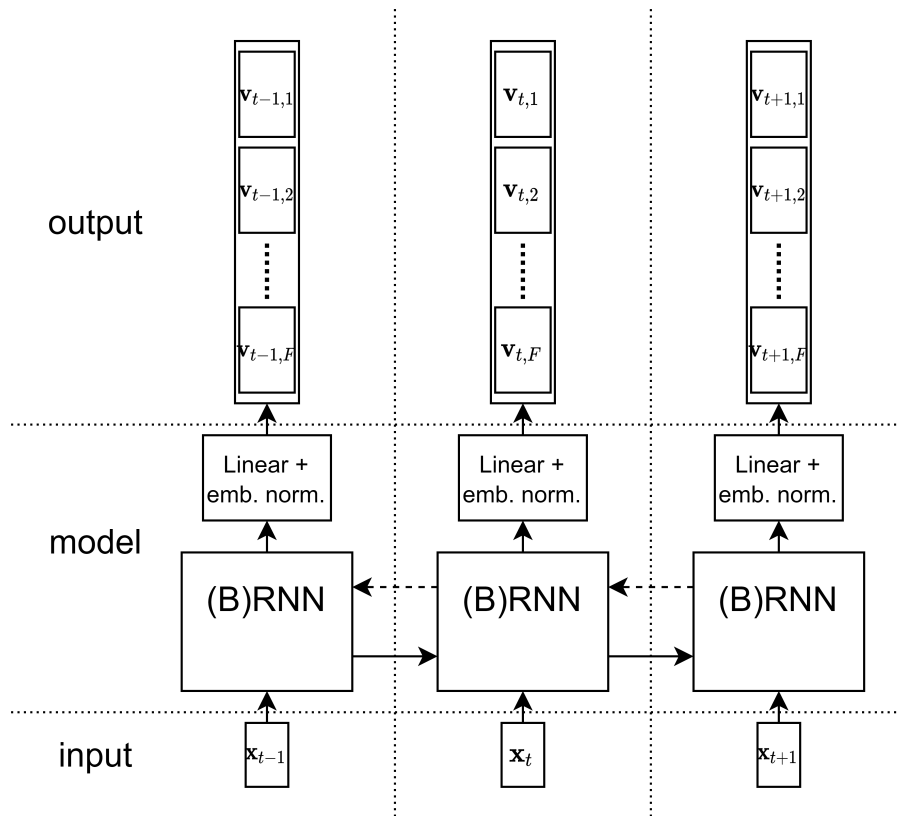 v_{t−1,1} v_{t,1} v_{t+1,1}
v_{t−1,2} v_{t,2} v_{t+1,2}
output
v_{t−1,F} v_{t,F} v_{t+1,F}
Linear + Linear + Linear +
emb. norm. emb. norm. emb. norm.
model
(B)RNN (B)RNN (B)RNN
input x_{t−1} x_t x_{t+1}